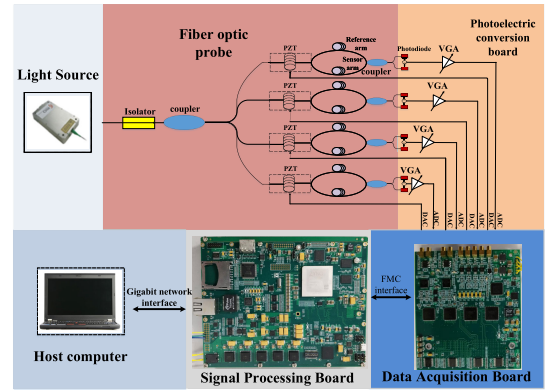 Light Source
Fiber optic
probe
Photoelectric
conversion
board
Isolator
coupler
PZT
Reference
arm
Sensor
arm
coupler
Photodiode
VGA
PZT
VGA
PZT
VGA
PZT
VGA
DAC
ADC
DAC
ADC
DAC
ADC
DAC
ADC
Gigabit network
interface
FMC
interface
Host computer
Signal Processing Board
Data Acquisition Board